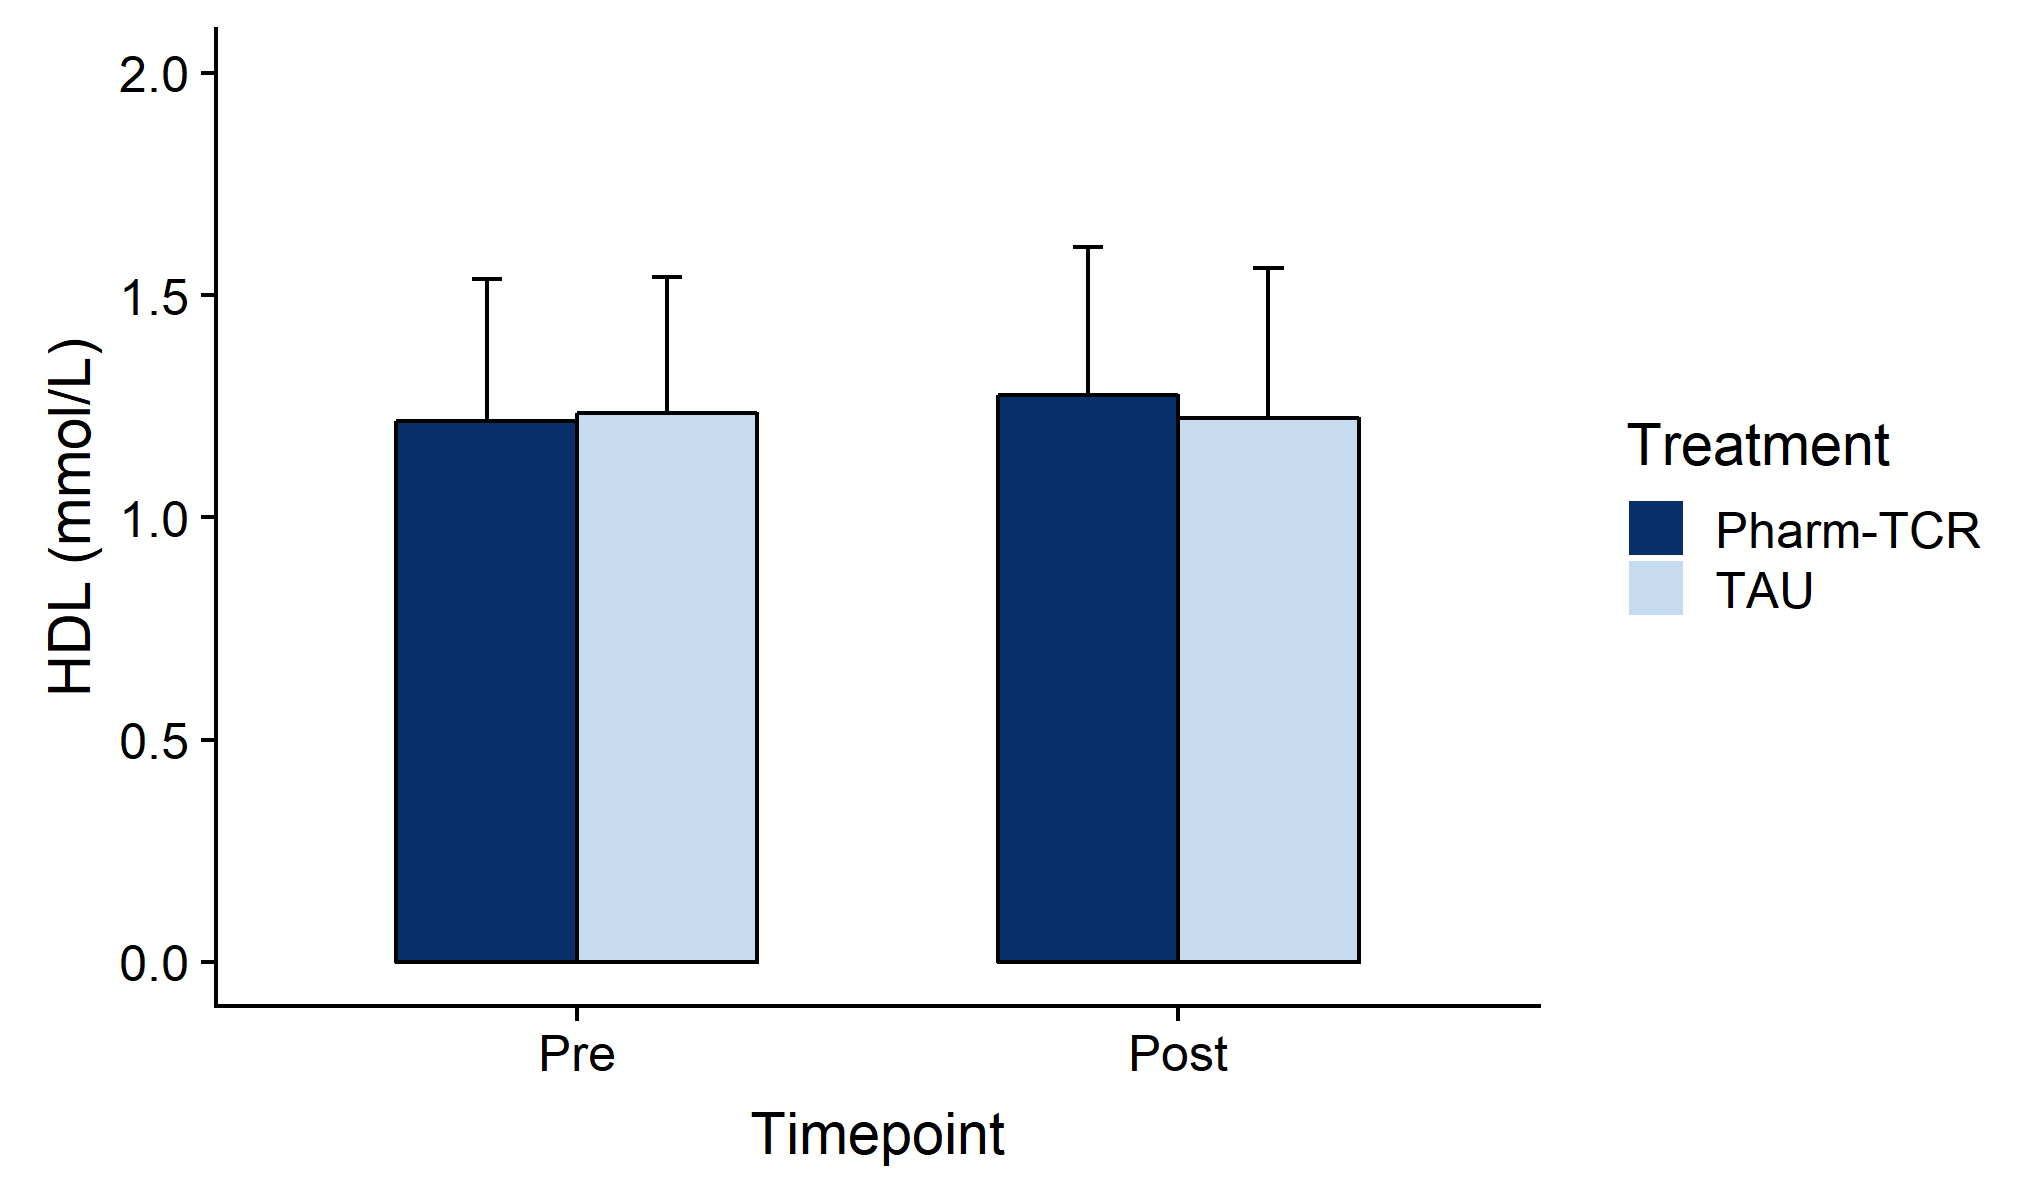 HDL (mmol/L)
2.0
1.5
1.0
0.5
0.0
Pre
Post
Timepoint
Treatment
Pharm-TCR
TAU